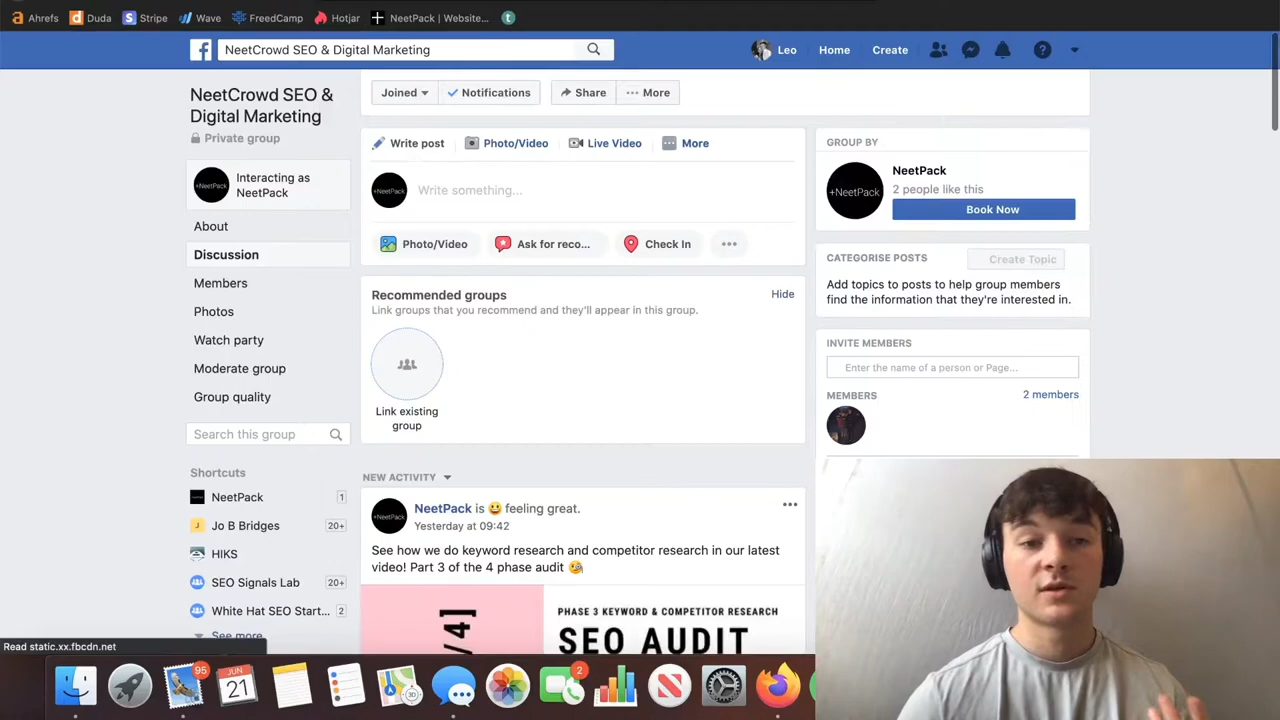 Ahrefs Duda Stripe Wave FreedCamp Hotjar NeetPack | Website...
NeetCrowd SEO & Digital Marketing
Leo Home Create
NeetCrowd SEO &
Digital Marketing
Private group
Interacting as
NeetPack
About
Discussion
Members
Photos
Watch party
Moderate group
Group quality
Search this group
Shortcuts
NeetPack 1
Jo B Bridges 20+
HIKS
SEO Signals Lab 20+
White Hat SEO Start... 2
See more
Read static.xx.fbcdn.net
Joined Notifications Share ··· More
Write post Photo/Video Live Video More
+NeetPack Write something...
Photo/Video Ask for reco... Check In
Recommended groups Hide
Link groups that you recommend and they'll appear in this group.
Link existing
group
NEW ACTIVITY
+NeetPack
NeetPack is 😃 feeling great.
Yesterday at 09:42
See how we do keyword research and competitor research in our latest
video! Part 3 of the 4 phase audit 🧐
/4]
PHASE 3 KEYWORD & COMPETITOR RESEARCH
SEO AUDIT
GROUP BY
+NeetPack
NeetPack
2 people like this
Book Now
CATEGORISE POSTS Create Topic
Add topics to posts to help group members
find the information that they're interested in.
INVITE MEMBERS
Enter the name of a person or Page...
MEMBERS 2 members
95
JUN
21
3D
2